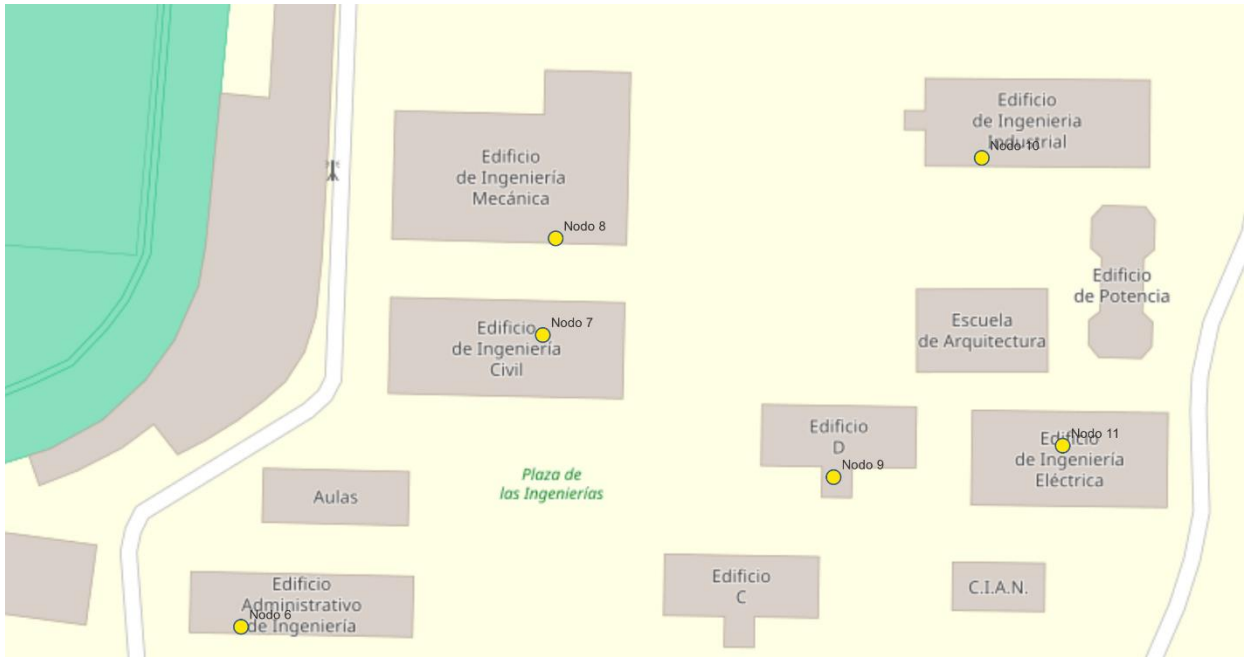 Edificio
de Ingenieria
Industrial
Nodo 10
Edificio
de Ingeniería
Mecánica
Nodo 8
Edificio
de Potencia
Escuela
de Arquitectura
Edificio
de Ingeniería
Civil
Nodo 7
Edificio
D
Nodo 9
Edificio
de Ingeniería
Eléctrica
Nodo 11
Plaza de
las Ingenierías
Aulas
Edificio
C
C.I.A.N.
Edificio
Administrativo
de Ingeniería
Nodo 6